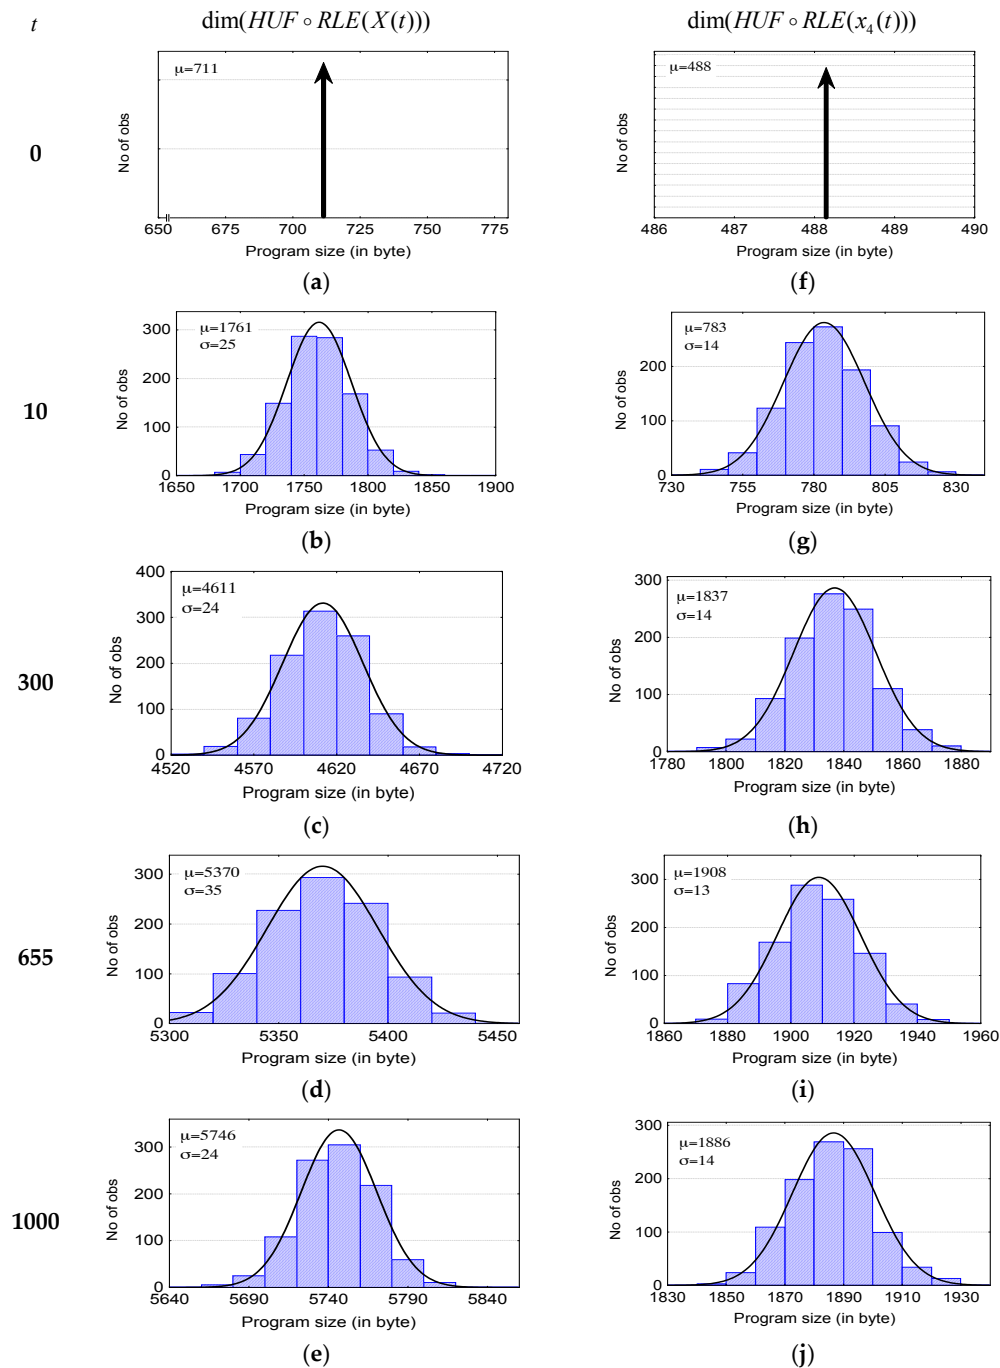 t dim(HUF ∘ RLE(X(t))) dim(HUF ∘ RLE(x₄(t)))
0
μ=711
No of obs
650 675 700 725 750 775
Program size (in byte)
(a)
μ=488
No of obs
486 487 488 489 490
Program size (in byte)
(f)
10
μ=1761
σ=25
No of obs
300
200
100
0
1650 1700 1750 1800 1850 1900
Program size (in byte)
(b)
μ=783
σ=14
No of obs
200
100
0
730 755 780 805 830
Program size (in byte)
(g)
300
μ=4611
σ=24
No of obs
400
300
200
100
0
4520 4570 4620 4670 4720
Program size (in byte)
(c)
μ=1837
σ=14
No of obs
300
200
100
0
1780 1800 1820 1840 1860 1880
Program size (in byte)
(h)
655
μ=5370
σ=35
No of obs
300
200
100
0
5300 5350 5400 5450
Program size (in byte)
(d)
μ=1908
σ=13
No of obs
300
200
100
0
1860 1880 1900 1920 1940 1960
Program size (in byte)
(i)
1000
μ=5746
σ=24
No of obs
300
200
100
0
5640 5690 5740 5790 5840
Program size (in byte)
(e)
μ=1886
σ=14
No of obs
300
200
100
0
1830 1850 1870 1890 1910 1930
Program size (in byte)
(j)